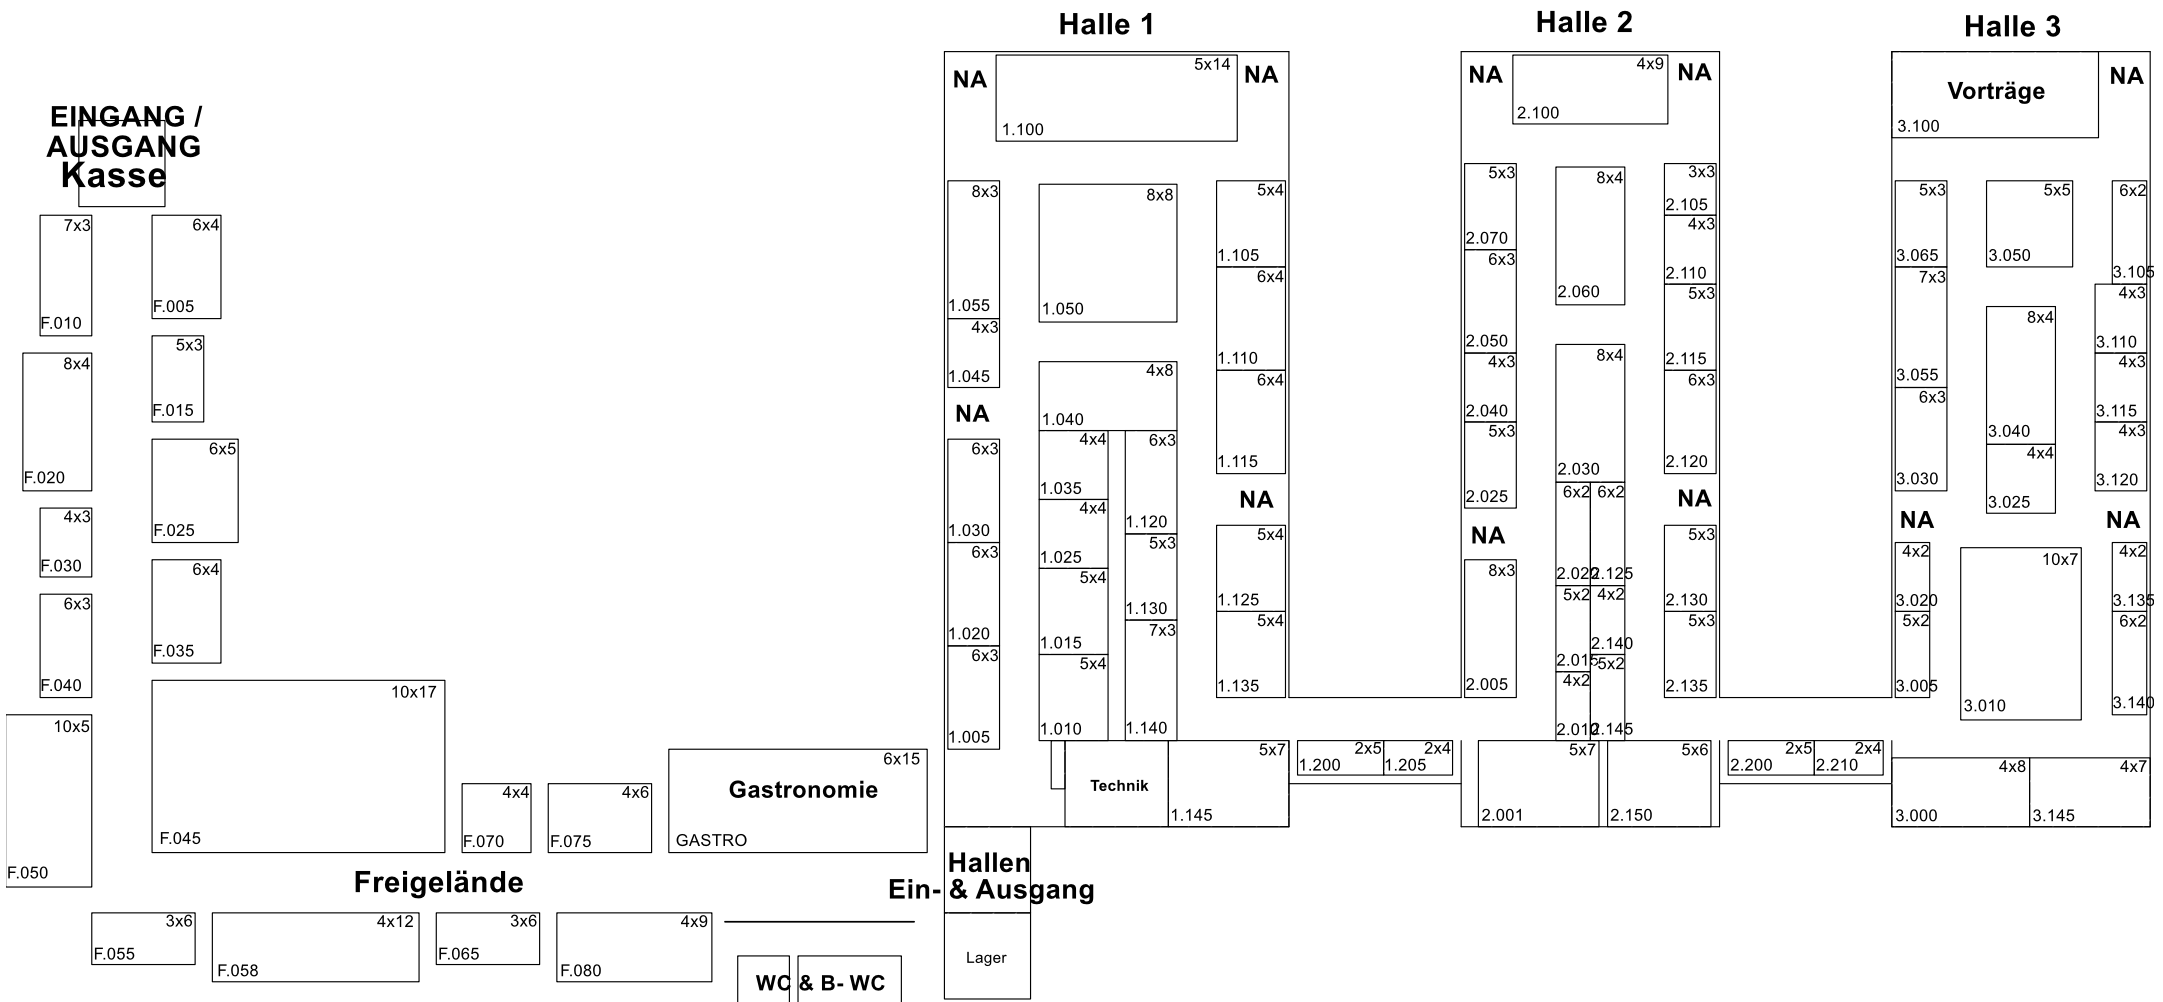 Halle 1
Halle 2
Halle 3
EINGANG /
AUSGANG
Kasse
7x3
F.010
6x4
F.005
8x4
F.020
5x3
F.015
6x5
F.025
4x3
F.030
6x4
F.035
6x3
F.040
10x17
F.045
10x5
F.050
4x4
F.070
4x6
F.075
6x15
Gastronomie
GASTRO
Freigelände
3x6
F.055
4x12
F.058
3x6
F.065
4x9
F.080
WC & B- WC
Hallen
Ein- & Ausgang
Lager
NA
5x14
1.100
NA
8x3
1.055
4x3
1.045
NA
6x3
1.030
6x3
1.020
6x3
1.005
8x8
1.050
4x8
1.040
4x4
1.035
4x4
1.025
5x4
1.015
5x4
1.010
6x3
1.120
5x3
1.130
7x3
1.140
5x4
1.105
6x4
1.110
6x4
1.115
NA
5x4
1.125
5x4
1.135
Technik
5x7
1.145
2x5
1.200
2x4
1.205
NA
4x9
2.100
NA
5x3
2.070
6x3
2.050
4x3
2.040
5x3
2.025
NA
8x3
2.005
8x4
2.060
8x4
2.030
6x2
2.020
6x2
2.125
5x2
2.015
4x2
2.140
4x2
2.010
5x2
2.145
3x3
2.105
4x3
2.110
5x3
2.115
6x3
2.120
NA
5x3
2.130
5x3
2.135
5x7
2.001
5x6
2.150
2x5
2.200
2x4
2.210
Vorträge
3.100
NA
5x3
3.065
7x3
3.055
6x3
3.030
NA
4x2
3.020
5x2
3.005
5x5
3.050
8x4
3.040
4x4
3.025
10x7
3.010
6x2
3.105
4x3
3.110
4x3
3.115
4x3
3.120
NA
4x2
3.135
6x2
3.140
4x8
3.000
4x7
3.145